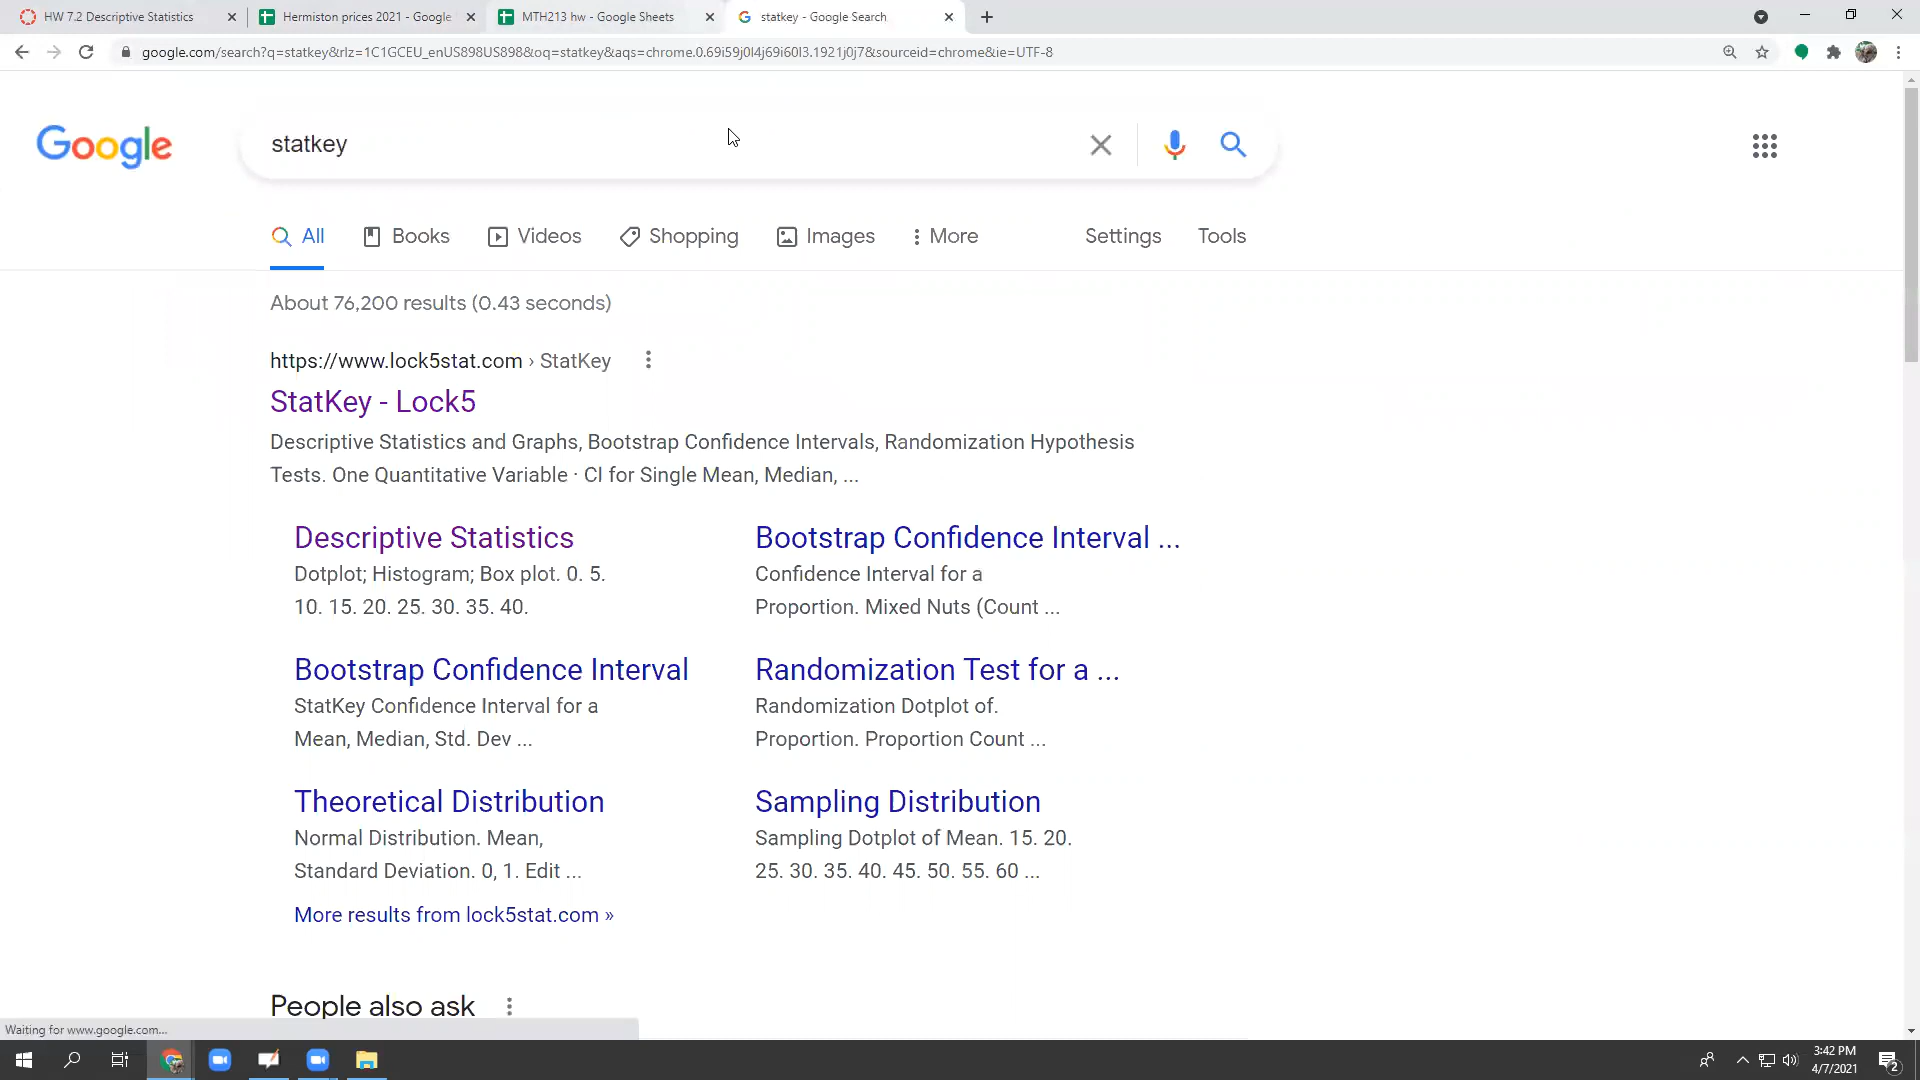 HW 7.2 Descriptive Statistics
Hermiston prices 2021 - Google
MTH213 hw - Google Sheets
statkey - Google Search
google.com/search?q=statkey&rlz=1C1GCEU_enUS898US898&oq=statkey&aqs=chrome.0.69i59j0l4j69i60l3.1921j0j7&sourceid=chrome&ie=UTF-8
Google
statkey
All
Books
Videos
Shopping
Images
More
Settings
Tools
About 76,200 results (0.43 seconds)
https://www.lock5stat.com › StatKey
StatKey - Lock5
Descriptive Statistics and Graphs, Bootstrap Confidence Intervals, Randomization Hypothesis
Tests. One Quantitative Variable · CI for Single Mean, Median, ...
Descriptive Statistics
Dotplot; Histogram; Box plot. 0. 5.
10. 15. 20. 25. 30. 35. 40.
Bootstrap Confidence Interval ...
Confidence Interval for a
Proportion. Mixed Nuts (Count ...
Bootstrap Confidence Interval
StatKey Confidence Interval for a
Mean, Median, Std. Dev ...
Randomization Test for a ...
Randomization Dotplot of.
Proportion. Proportion Count ...
Theoretical Distribution
Normal Distribution. Mean,
Standard Deviation. 0, 1. Edit ...
Sampling Distribution
Sampling Dotplot of Mean. 15. 20.
25. 30. 35. 40. 45. 50. 55. 60 ...
More results from lock5stat.com »
People also ask
Waiting for www.google.com...
3:42 PM
4/7/2021
2